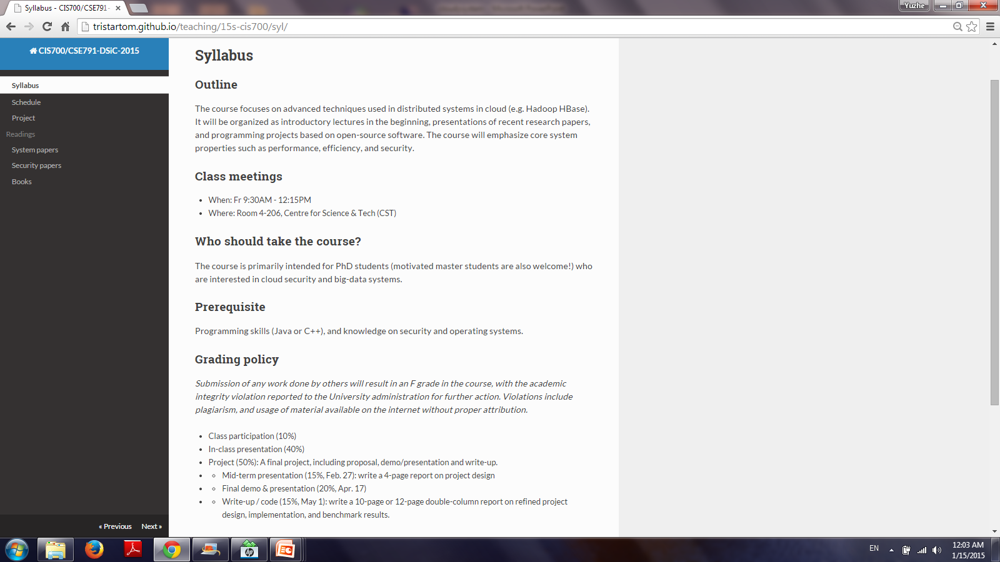 Syllabus - CIS700/CSE791-
Yuzhe
tristartom.github.io/teaching/15s-cis700/syl/
CIS700/CSE791-DSiC-2015
Syllabus
Schedule
Project
Readings
System papers
Security papers
Books
« Previous Next »
Syllabus
Outline
The course focuses on advanced techniques used in distributed systems in cloud (e.g. Hadoop HBase).
It will be organized as introductory lectures in the beginning, presentations of recent research papers,
and programming projects based on open-source software. The course will emphasize core system
properties such as performance, efficiency, and security.
Class meetings
• When: Fr 9:30AM - 12:15PM
• Where: Room 4-206, Centre for Science & Tech (CST)
Who should take the course?
The course is primarily intended for PhD students (motivated master students are also welcome!) who
are interested in cloud security and big-data systems.
Prerequisite
Programming skills (Java or C++), and knowledge on security and operating systems.
Grading policy
Submission of any work done by others will result in an F grade in the course, with the academic
integrity violation reported to the University administration for further action. Violations include
plagiarism, and usage of material available on the internet without proper attribution.
• Class participation (10%)
• In-class presentation (40%)
• Project (50%): A final project, including proposal, demo/presentation and write-up.
• ◦ Mid-term presentation (15%, Feb. 27): write a 4-page report on project design
• ◦ Final demo & presentation (20%, Apr. 17)
• ◦ Write-up / code (15%, May 1): write a 10-page or 12-page double-column report on refined project
design, implementation, and benchmark results.
hp
EN
12:03 AM
1/15/2015